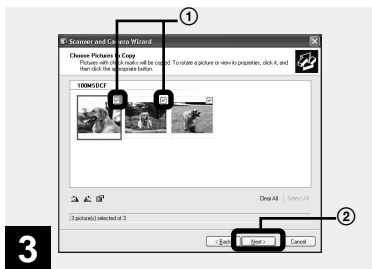 ①
Scanner and Camera Wizard
Choose Pictures to Copy
Pictures with check marks will be copied. To rotate a picture or view its properties, click it, and
then click the appropriate button.
100MSDCF
Clear All Select All
3 picture(s) selected of 3
②
< Back Next > Cancel
3